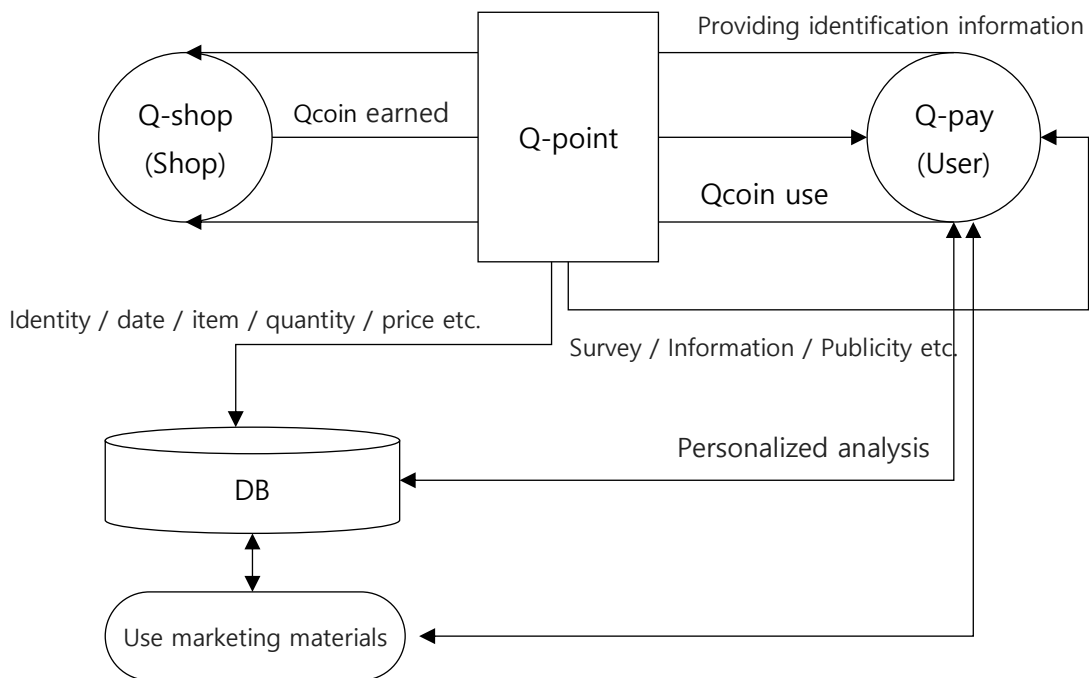 Providing identification information
Q-shop
(Shop)
Qcoin earned
Q-point
Q-pay
(User)
Qcoin use
Identity / date / item / quantity / price etc.
Survey / Information / Publicity etc.
Personalized analysis
DB
Use marketing materials